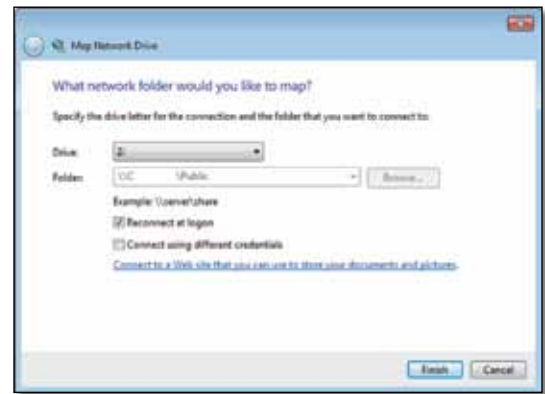 Map Network Drive
What network folder would you like to map?
Specify the drive letter for the connection and the folder that you want to connect to:
Drive: Z:
Folder: \Public Browse...
Example: \\server\share
Reconnect at logon
Connect using different credentials
Connect to a Web site that you can use to store your documents and pictures.
Finish Cancel